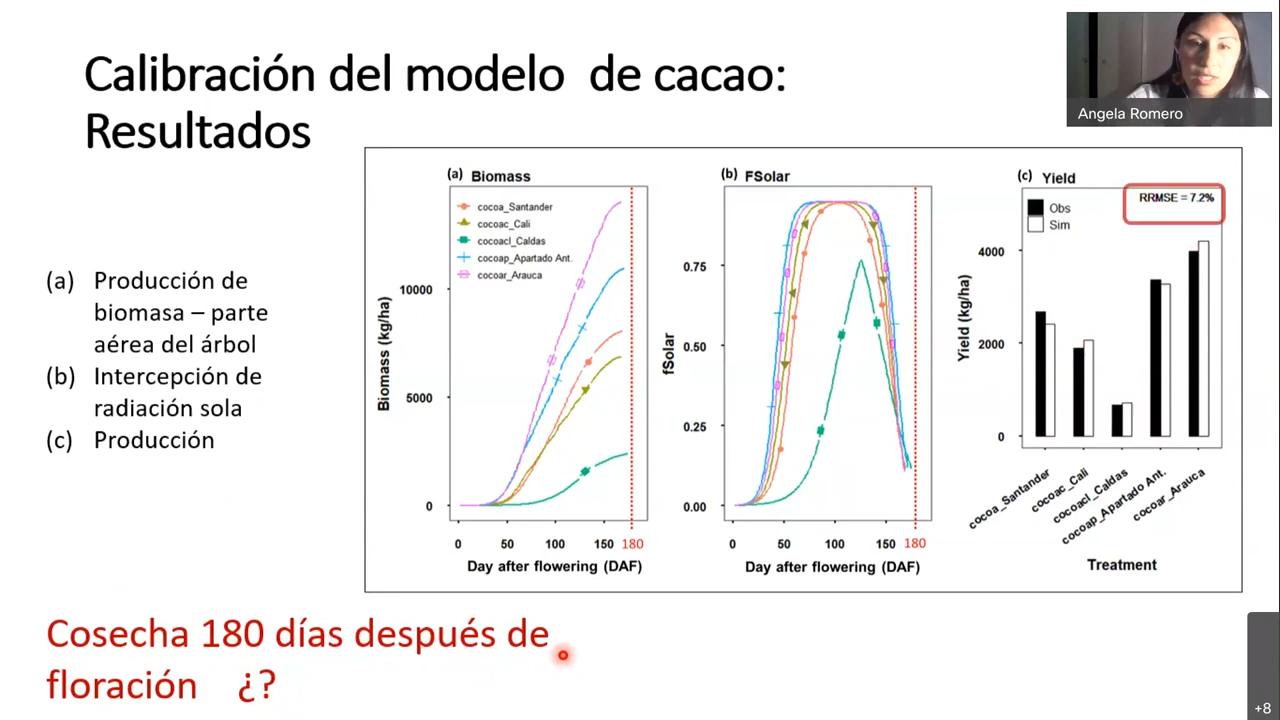 Calibración del modelo de cacao:
Resultados
Angela Romero
(a) Producción de
biomasa – parte
aérea del árbol
(b) Intercepción de
radiación sola
(c) Producción
(a) Biomass
cocoa_Santander
cocoac_Cali
cocoacl_Caldas
cocoap_Apartado Ant.
cocoar_Arauca
Biomass (kg/ha)
10000
5000
0
0 50 100 150 180
Day after flowering (DAF)
(b) FSolar
fSolar
0.75
0.50
0.25
0.00
0 50 100 150 180
Day after flowering (DAF)
(c) Yield
RRMSE = 7.2%
Obs
Sim
Yield (kg/ha)
4000
2000
0
cocoa_Santander
cocoac_Cali
cocoacl_Caldas
cocoap_Apartado Ant.
cocoar_Arauca
Treatment
Cosecha 180 días después de
floración ¿?
+8